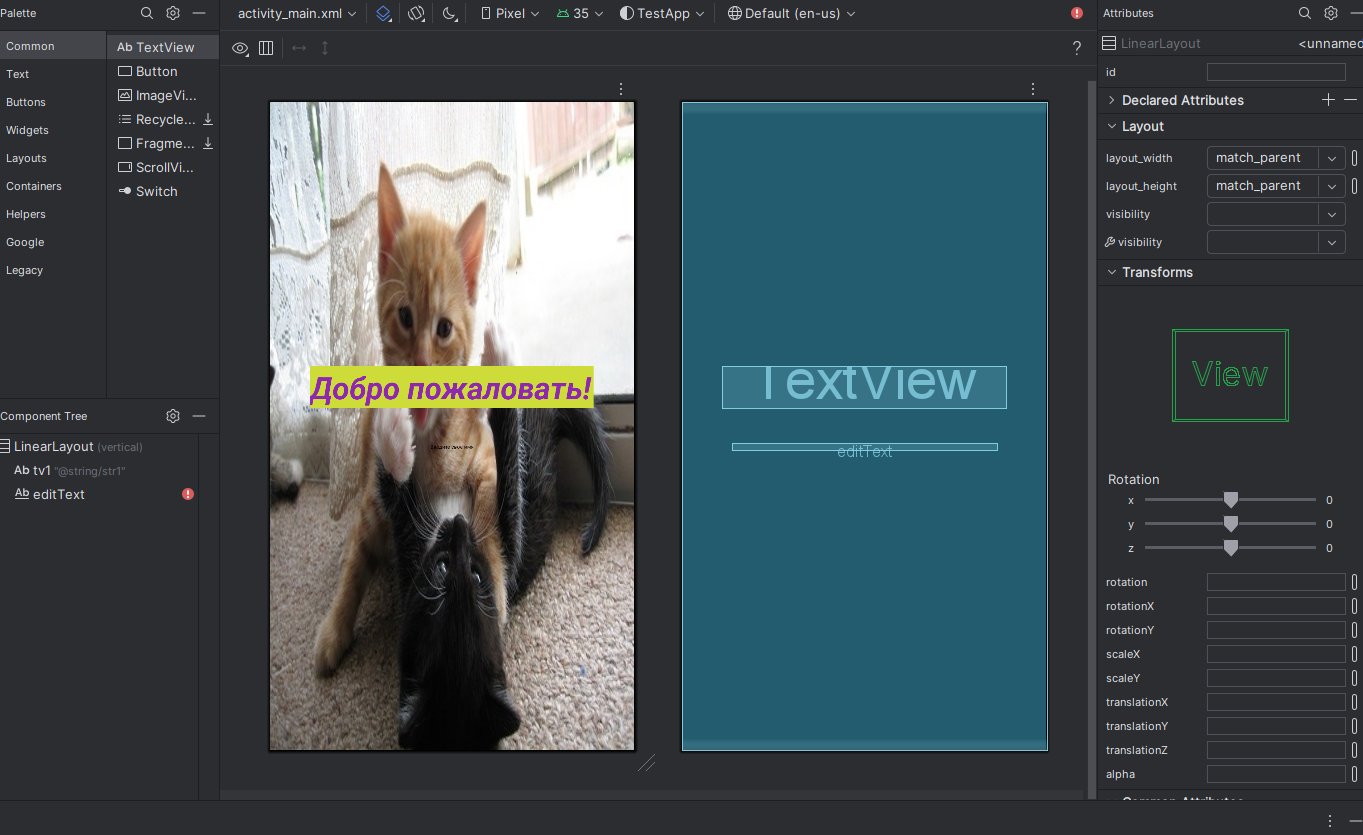 Palette
activity_main.xml
Pixel
35
TestApp
Default (en-us)
Attributes
Common
Text
Buttons
Widgets
Layouts
Containers
Helpers
Google
Legacy
Ab TextView
Button
ImageVi...
Recycle...
Fragme...
ScrollVi...
Switch
?
LinearLayout
<unnamed
id
Declared Attributes
Layout
layout_width match_parent
layout_height match_parent
visibility
visibility
Transforms
View
Добро пожаловать!
TextView
editText
Component Tree
LinearLayout (vertical)
Ab tv1 "@string/str1"
Ab editText
Rotation
x 0
y 0
z 0
rotation
rotationX
rotationY
scaleX
scaleY
translationX
translationY
translationZ
alpha
Common Attributes